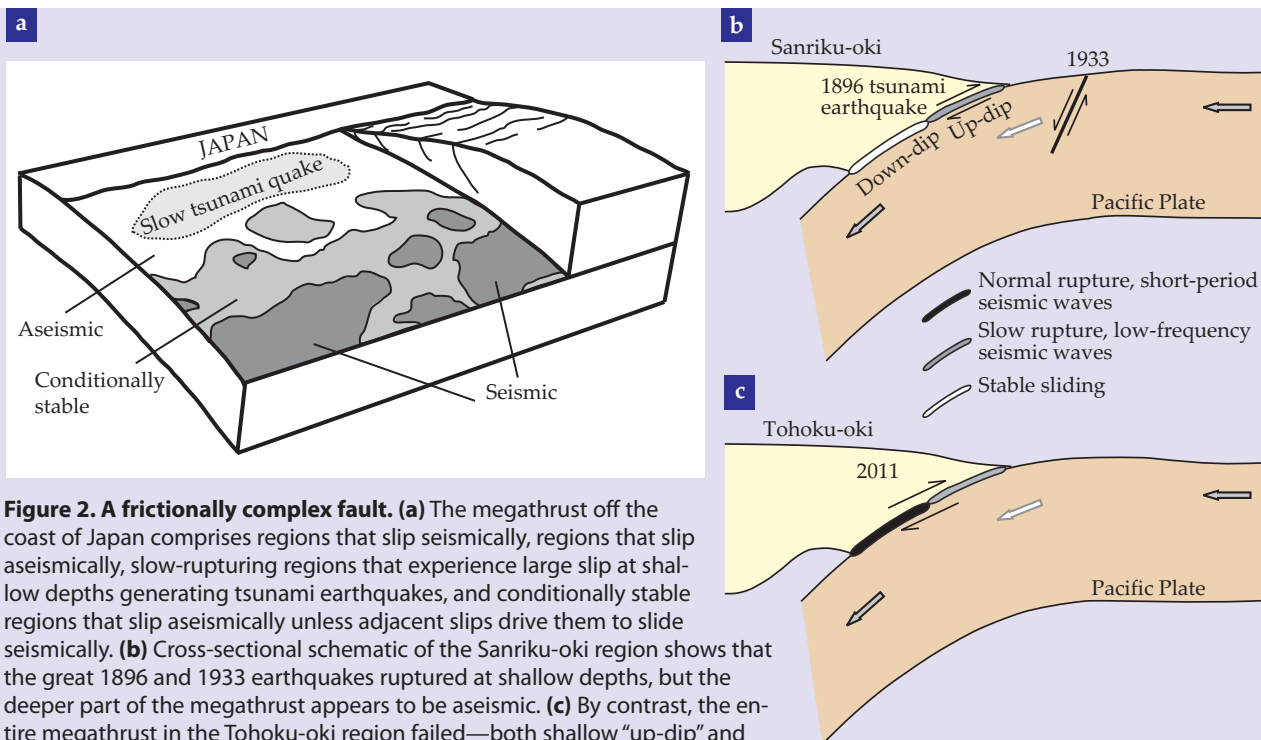 a
JAPAN
Slow tsunami quake
Aseismic
Conditionally
stable
Seismic
b
Sanriku-oki
1933
1896 tsunami
earthquake
Up-dip
Down-dip
Pacific Plate
Normal rupture, short-period
seismic waves
Slow rupture, low-frequency
seismic waves
Stable sliding
c
Tohoku-oki
2011
Pacific Plate
Figure 2. A frictionally complex fault. (a) The megathrust off the
coast of Japan comprises regions that slip seismically, regions that slip
aseismically, slow-rupturing regions that experience large slip at shal-
low depths generating tsunami earthquakes, and conditionally stable
regions that slip aseismically unless adjacent slips drive them to slide
seismically. (b) Cross-sectional schematic of the Sanriku-oki region shows that
the great 1896 and 1933 earthquakes ruptured at shallow depths, but the
deeper part of the megathrust appears to be aseismic. (c) By contrast, the en-
tire megathrust in the Tohoku-oki region failed—both shallow “up-dip” and